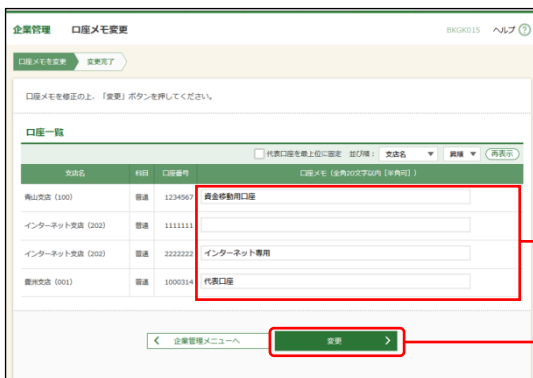 企業管理 口座メモ変更 BKGK015 ヘルプ ?
口座メモを変更 変更完了
口座メモを修正の上、「変更」ボタンを押してください。
口座一覧
代表口座を最上位に固定 並び順: 支店名 ▼ 昇順 ▼ 再表示
支店名 科目 口座番号 口座メモ (全角20文字以内 [半角可])
青山支店 (100) 普通 1234567 資金移動用口座
インターネット支店 (202) 普通 1111111
インターネット支店 (202) 普通 2222222 インターネット専用
豊洲支店 (001) 普通 1000314 代表口座
企業管理メニューへ 変更